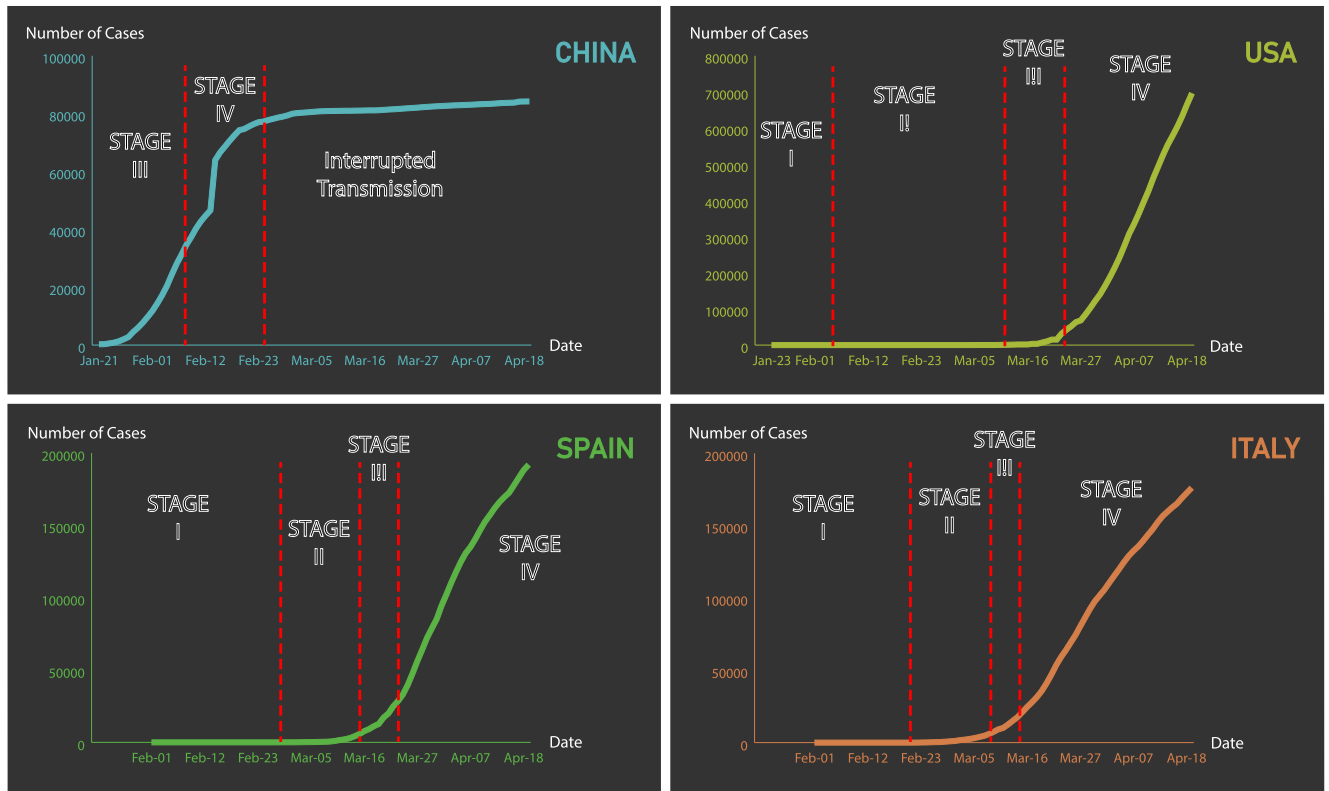 Number of Cases
CHINA
100000
80000
60000
40000
20000
0
STAGE
III
STAGE
IV
Interrupted
Transmission
Jan-21 Feb-01 Feb-12 Feb-23 Mar-05 Mar-16 Mar-27 Apr-07 Apr-18
Date
Number of Cases
USA
800000
700000
600000
500000
400000
300000
200000
100000
0
STAGE
I
STAGE
II
STAGE
III
STAGE
IV
Jan-23 Feb-01 Feb-12 Feb-23 Mar-05 Mar-16 Mar-27 Apr-07 Apr-18
Date
Number of Cases
SPAIN
200000
150000
100000
50000
0
STAGE
I
STAGE
II
STAGE
III
STAGE
IV
Feb-01 Feb-12 Feb-23 Mar-05 Mar-16 Mar-27 Apr-07 Apr-18
Date
Number of Cases
ITALY
200000
150000
100000
50000
0
STAGE
I
STAGE
II
STAGE
III
STAGE
IV
Feb-01 Feb-12 Feb-23 Mar-05 Mar-16 Mar-27 Apr-07 Apr-18
Date